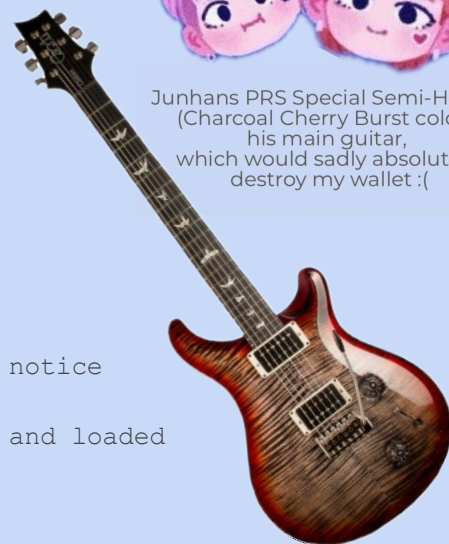 Junhans PRS Special Semi-H
(Charcoal Cherry Burst colo
his main guitar,
which would sadly absolut
destroy my wallet :(
notice
and loaded